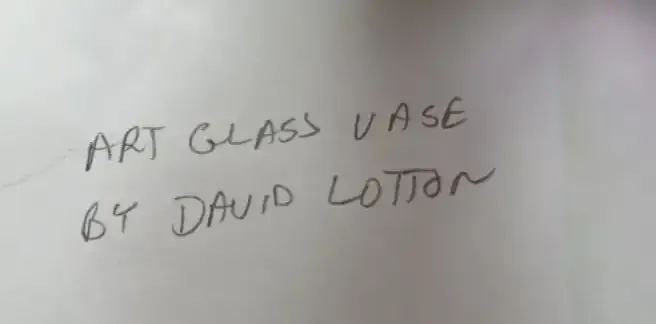 ART GLASS VASE
BY DAVID LOTTON